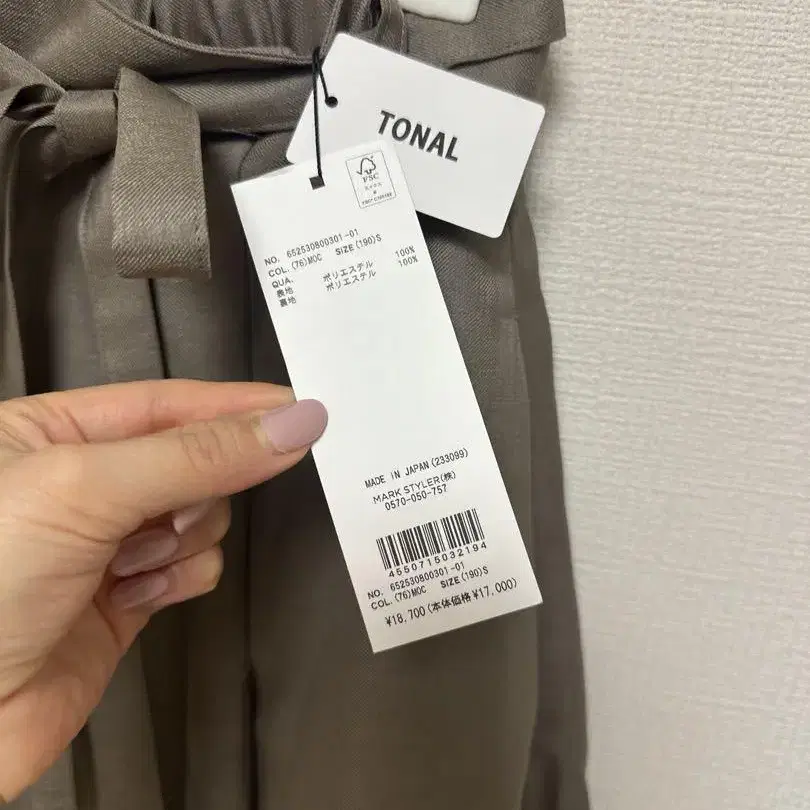 TONAL
FSC
NO. 652530800301-01
COL. (76)MOC SIZE (190)S
QUA.
表地 ポリエステル 100%
裏地 ポリエステル 100%
MADE IN JAPAN (233099)
MARK STYLER(株)
0570-050-757
4550715032194
NO. 652530800301-01
COL. (76)MOC SIZE (190)S
¥18,700(本体価格¥17,000)